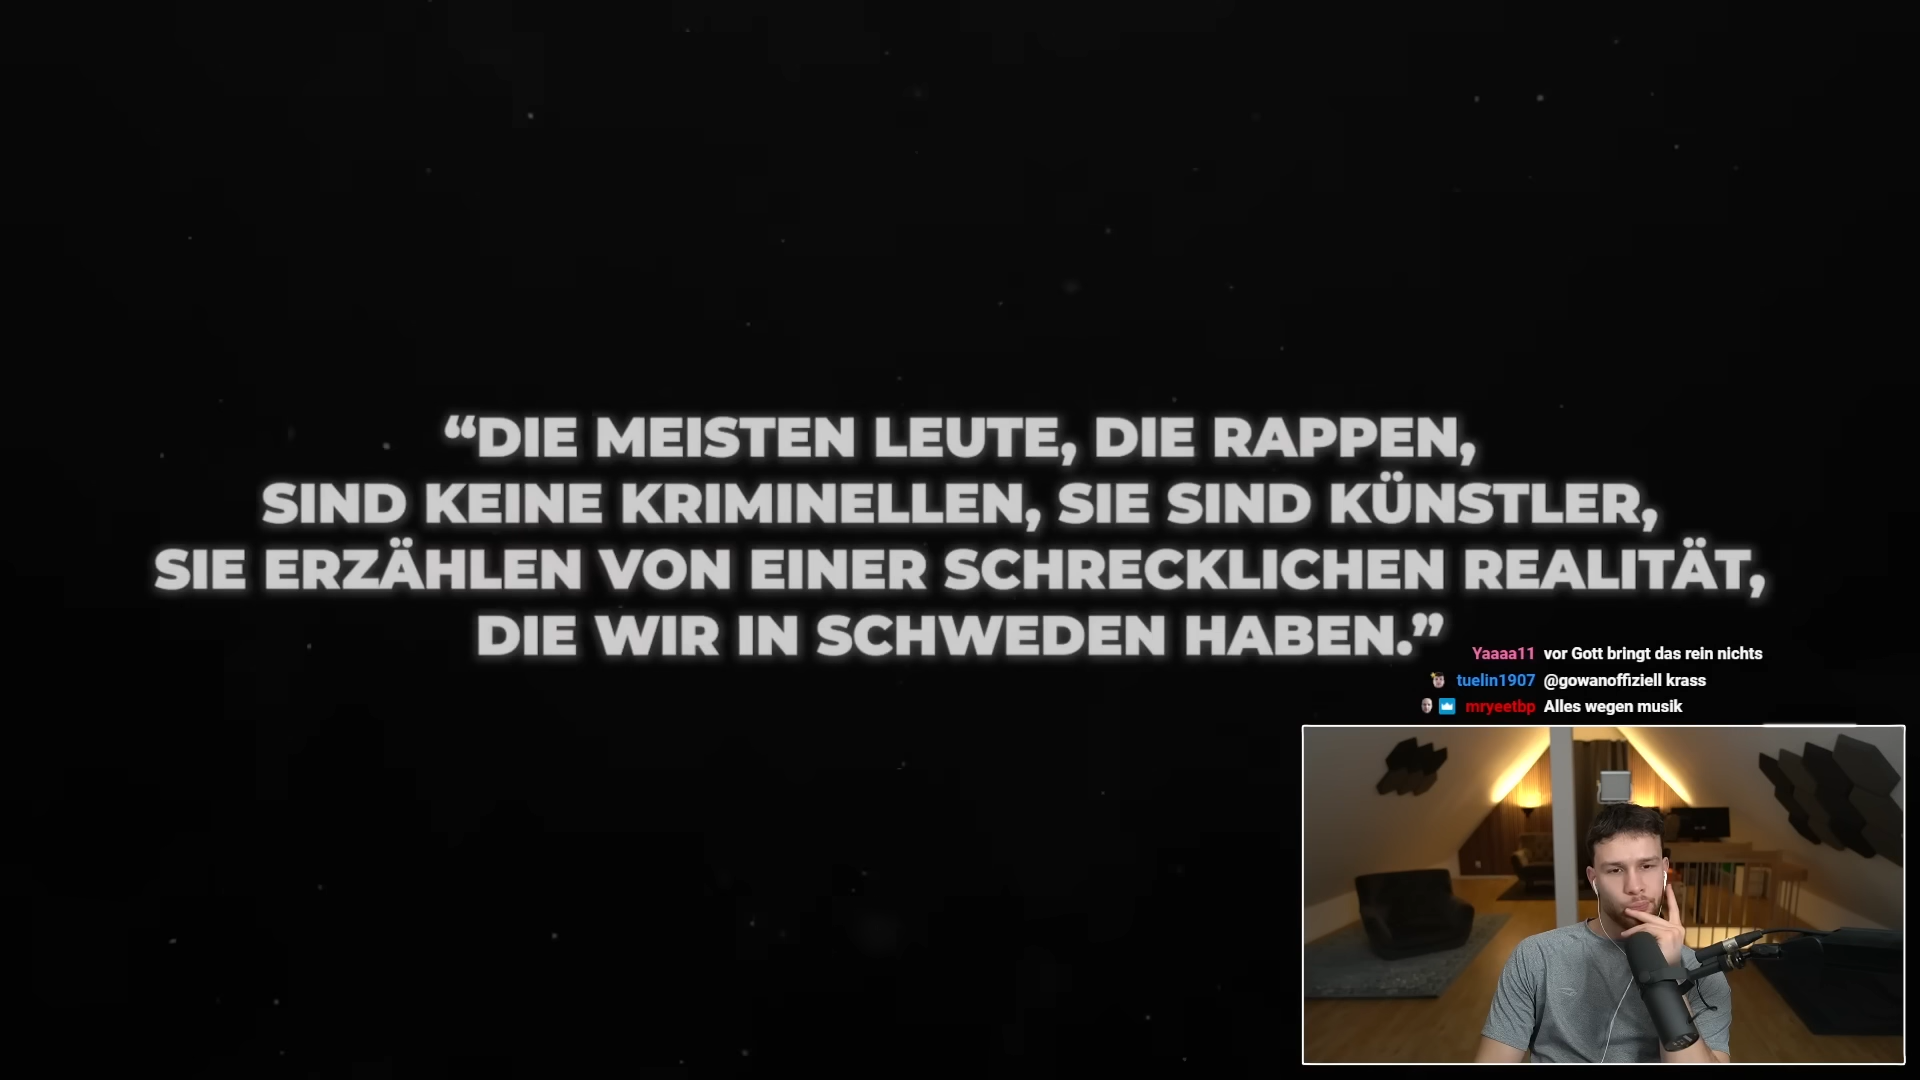 “DIE MEISTEN LEUTE, DIE RAPPEN,
SIND KEINE KRIMINELLEN, SIE SIND KÜNSTLER,
SIE ERZÄHLEN VON EINER SCHRECKLICHEN REALITÄT,
DIE WIR IN SCHWEDEN HABEN.”
Yaaaa11 vor Gott bringt das rein nichts
tuelin1907 @gowanoffiziell krass
mryeetbp Alles wegen musik